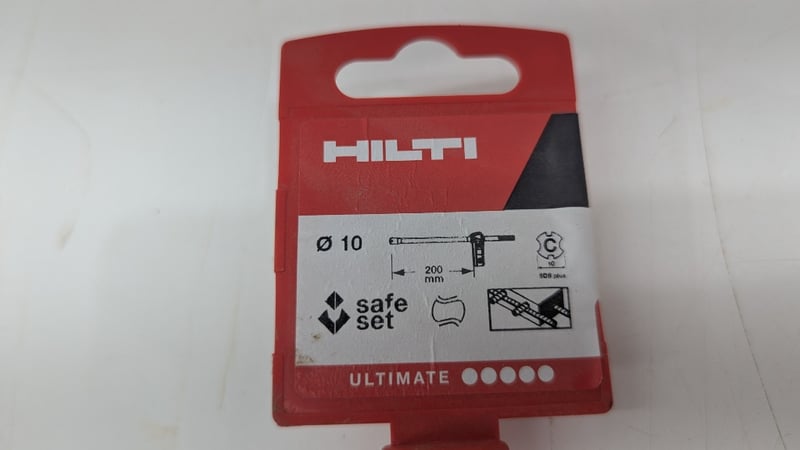 HILTI
Ø 10
200
mm
C
10
SDS plus
safe
set
ULTIMATE